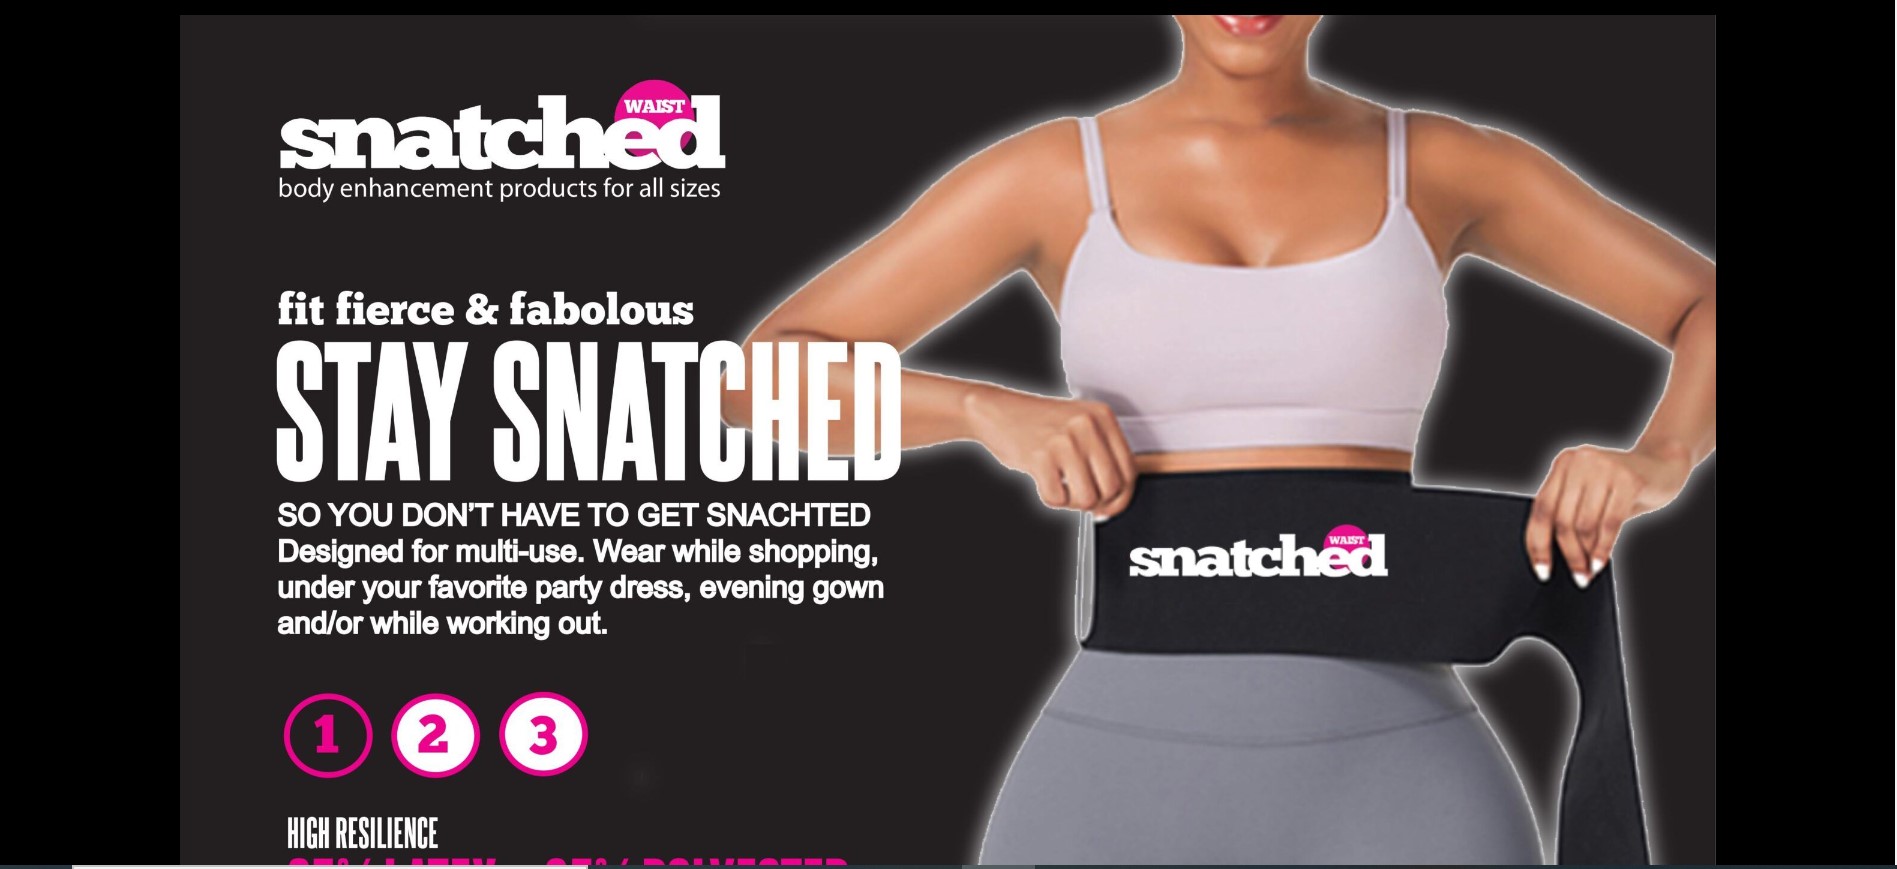 WAIST
snatched
body enhancement products for all sizes
fit fierce & fabolous
STAY SNATCHED
SO YOU DON'T HAVE TO GET SNACHTED
Designed for multi-use. Wear while shopping,
under your favorite party dress, evening gown
and/or while working out.
WAIST
snatched
1 2 3
HIGH RESILIENCE